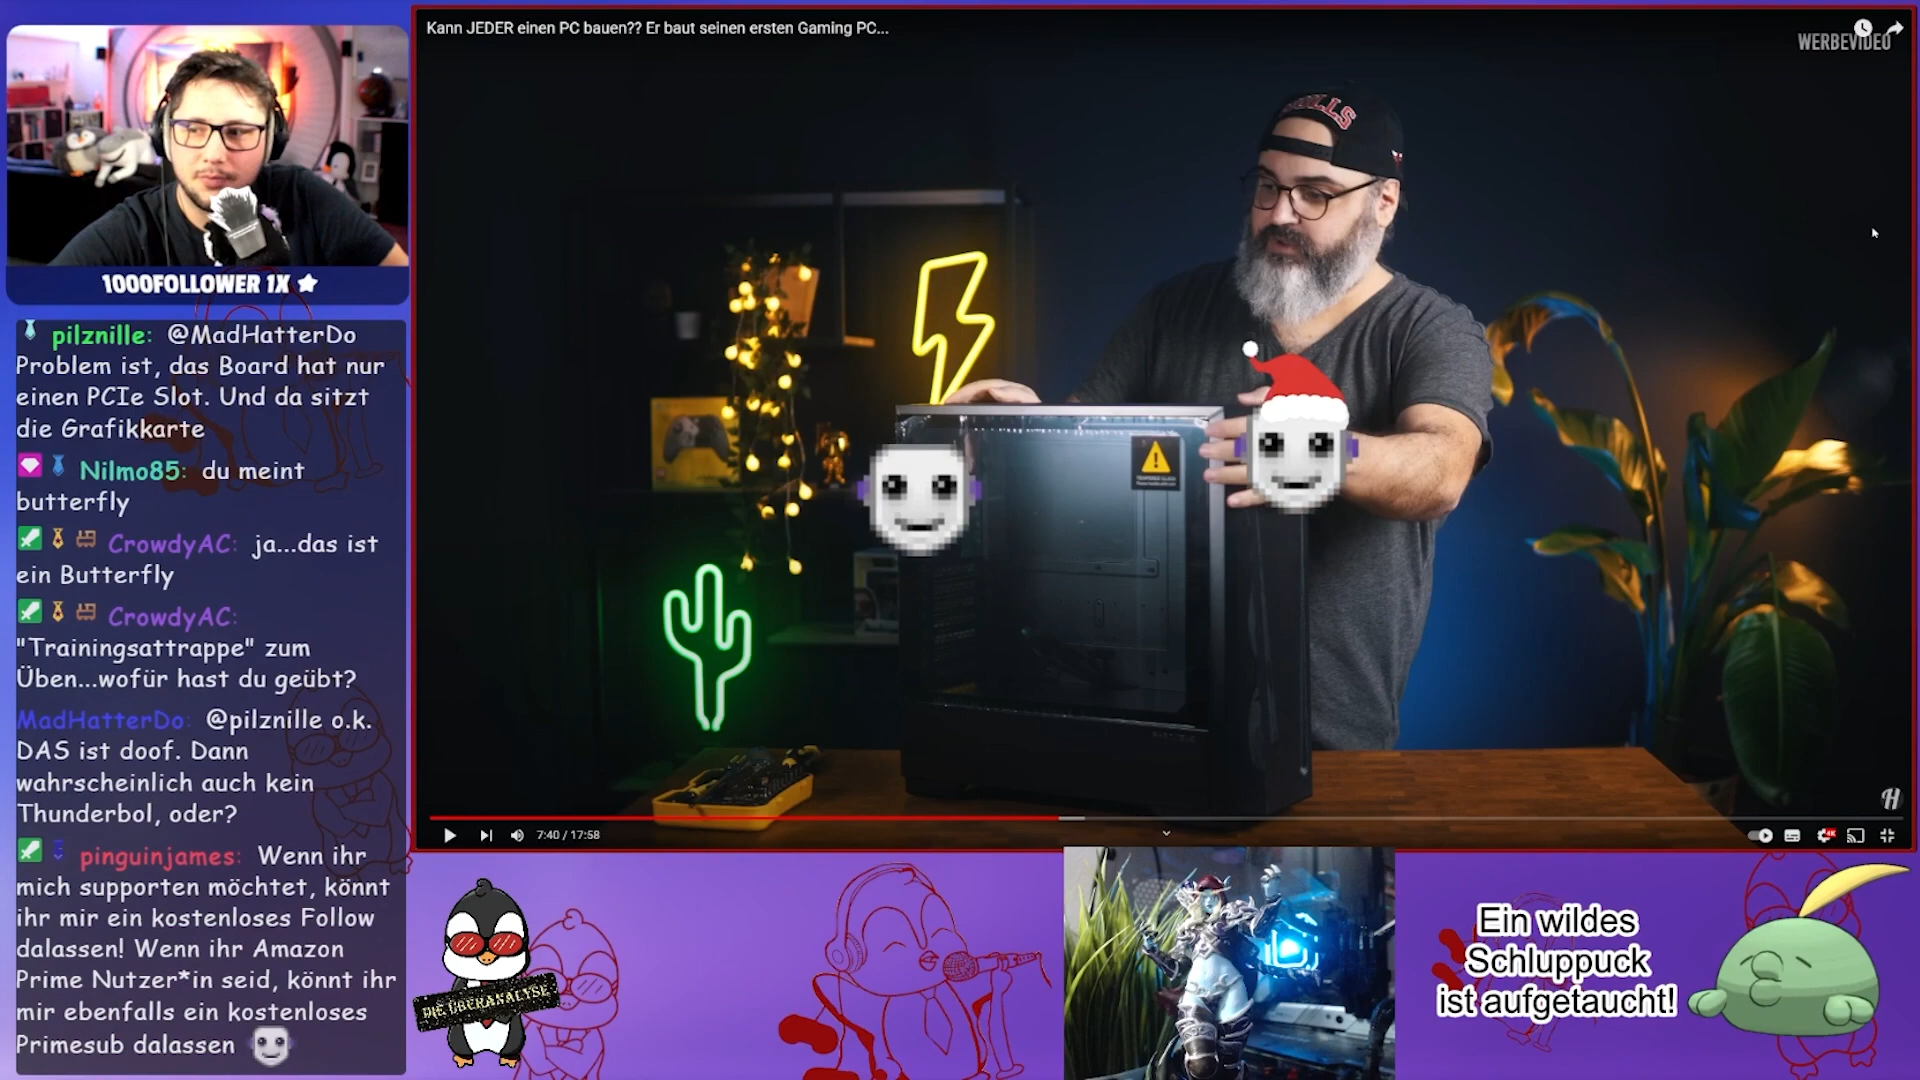 Kann JEDER einen PC bauen?? Er baut seinen ersten Gaming PC...
WERBEVIDEO
1000FOLLOWER 1X
pilznille: @MadHatterDo
Problem ist, das Board hat nur
einen PCIe Slot. Und da sitzt
die Grafikkarte
Nilmo85: du meint
butterfly
CrowdyAC: ja...das ist
ein Butterfly
CrowdyAC:
"Trainingsattrappe" zum
Üben...wofür hast du geübt?
MadHatterDo: @pilznille o.k.
DAS ist doof. Dann
wahrscheinlich auch kein
Thunderbol, oder?
pinguinjames: Wenn ihr
mich supporten möchtet, könnt
ihr mir ein kostenloses Follow
dalassen! Wenn ihr Amazon
Prime Nutzer*in seid, könnt ihr
mir ebenfalls ein kostenloses
Primesub dalassen
7:40 / 17:58
4K
H
DIE ÜBERANALYSE
Ein wildes
Schluppuck
ist aufgetaucht!